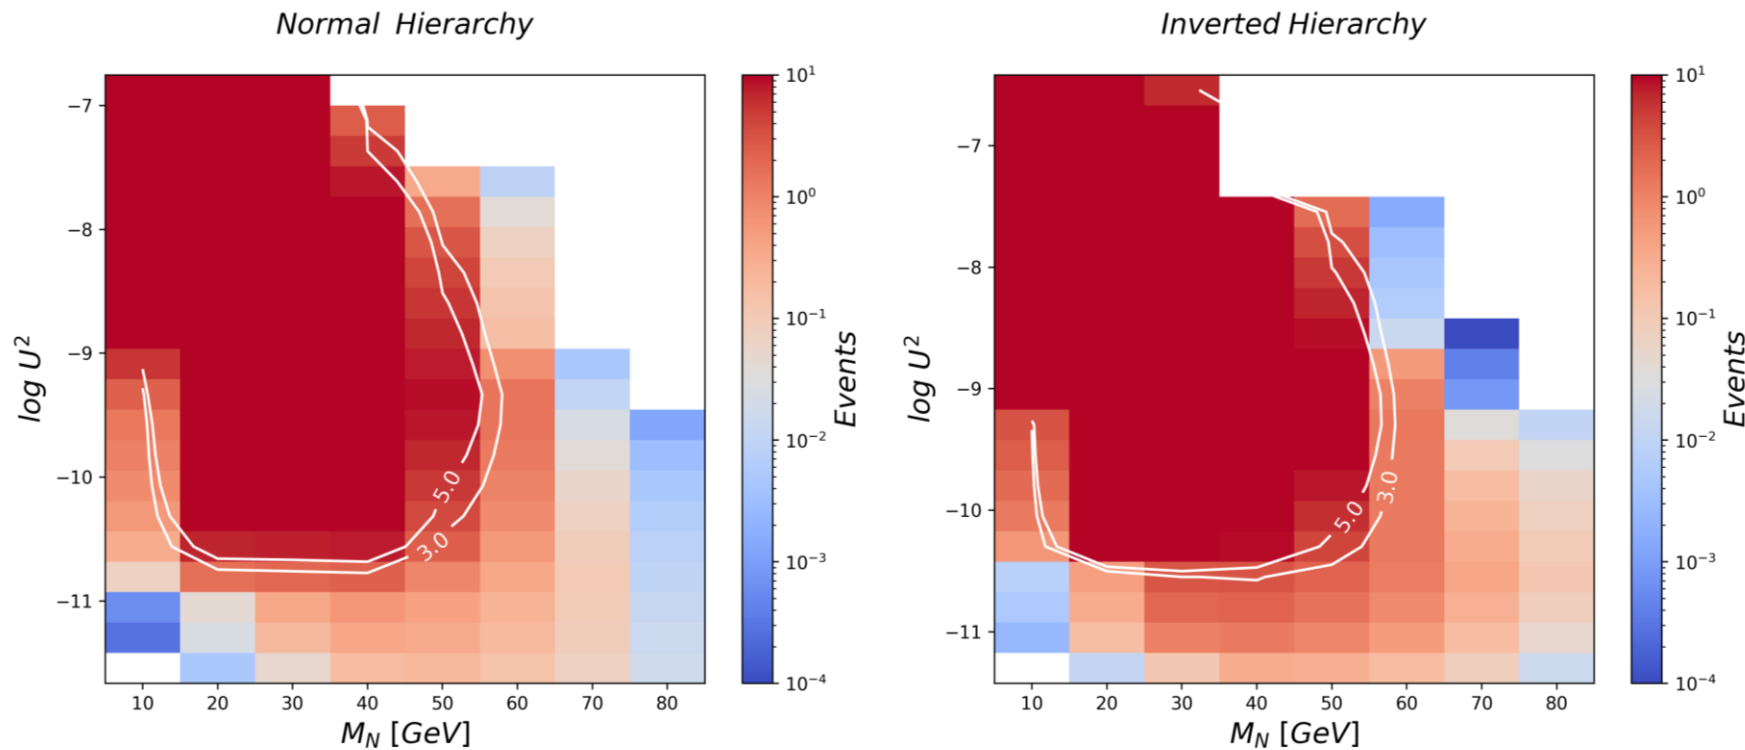 Normal Hierarchy
Inverted Hierarchy
log U²
−7
−8
−9
−10
−11
5.0
3.0
10 20 30 40 50 60 70 80
M_N [GeV]
10¹
10⁰
10⁻¹
10⁻²
10⁻³
10⁻⁴
Events
log U²
−7
−8
−9
−10
−11
3.0
5.0
10 20 30 40 50 60 70 80
M_N [GeV]
10¹
10⁰
10⁻¹
10⁻²
10⁻³
10⁻⁴
Events